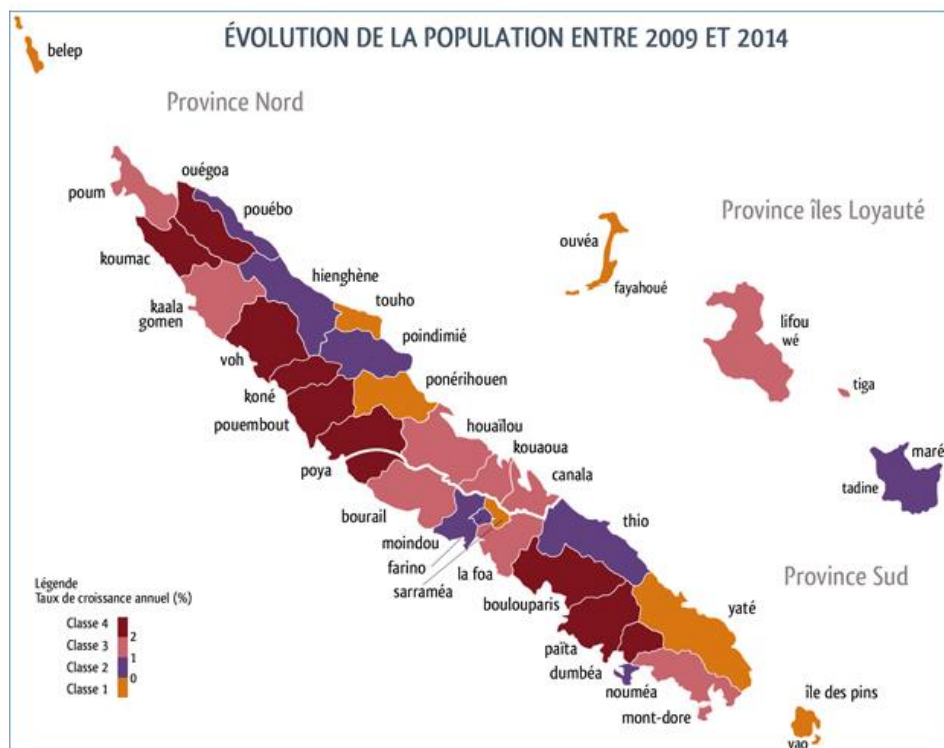 ÉVOLUTION DE LA POPULATION ENTRE 2009 ET 2014
belep
Province Nord
ouégoa
poum
pouébo
Province îles Loyauté
ouvéa
koumac
hienghène
fayahoué
touho
kaala
gomen
lifou
wé
poindimié
voh
tiga
ponérihouen
koné
pouembout
houaïlou
kouaoua
maré
poya
canala
tadine
bourail
thio
moindou
farino
sarraméa
la foa
Province Sud
Légende
Taux de croissance annuel (%)
boulouparis
yaté
Classe 4
2
Classe 3
1
Classe 2
0
Classe 1
païta
dumbéa
nouméa
île des pins
mont-dore
vao